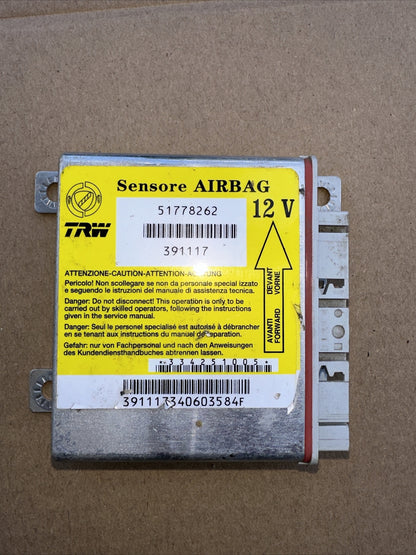 Sensore AIRBAG
51778262
12 V
TRW
391117
ATTENZIONE-CAUTION-ATTENTION-ACHTUNG
Pericolo! Non scollegare se non da personale special izzato
e seguendo le istruzioni del manuale di assistenza tecnica.
Danger: Do not disconnect! This operation is only to be
carried out by skilled operators, following the instructions
given in the service manual.
Danger: Seul le personel spécialisé est autorisé à débrancher
en se tenant aux instructions du manuel de réparation.
Gefahr: nur von Fachpersonal und nach den Anweisungen
des Kundendiensthandbuches abtrennen lassen.
AVANTI DEVANT
FORWARD VORNE
*334251005*
391117340603584F